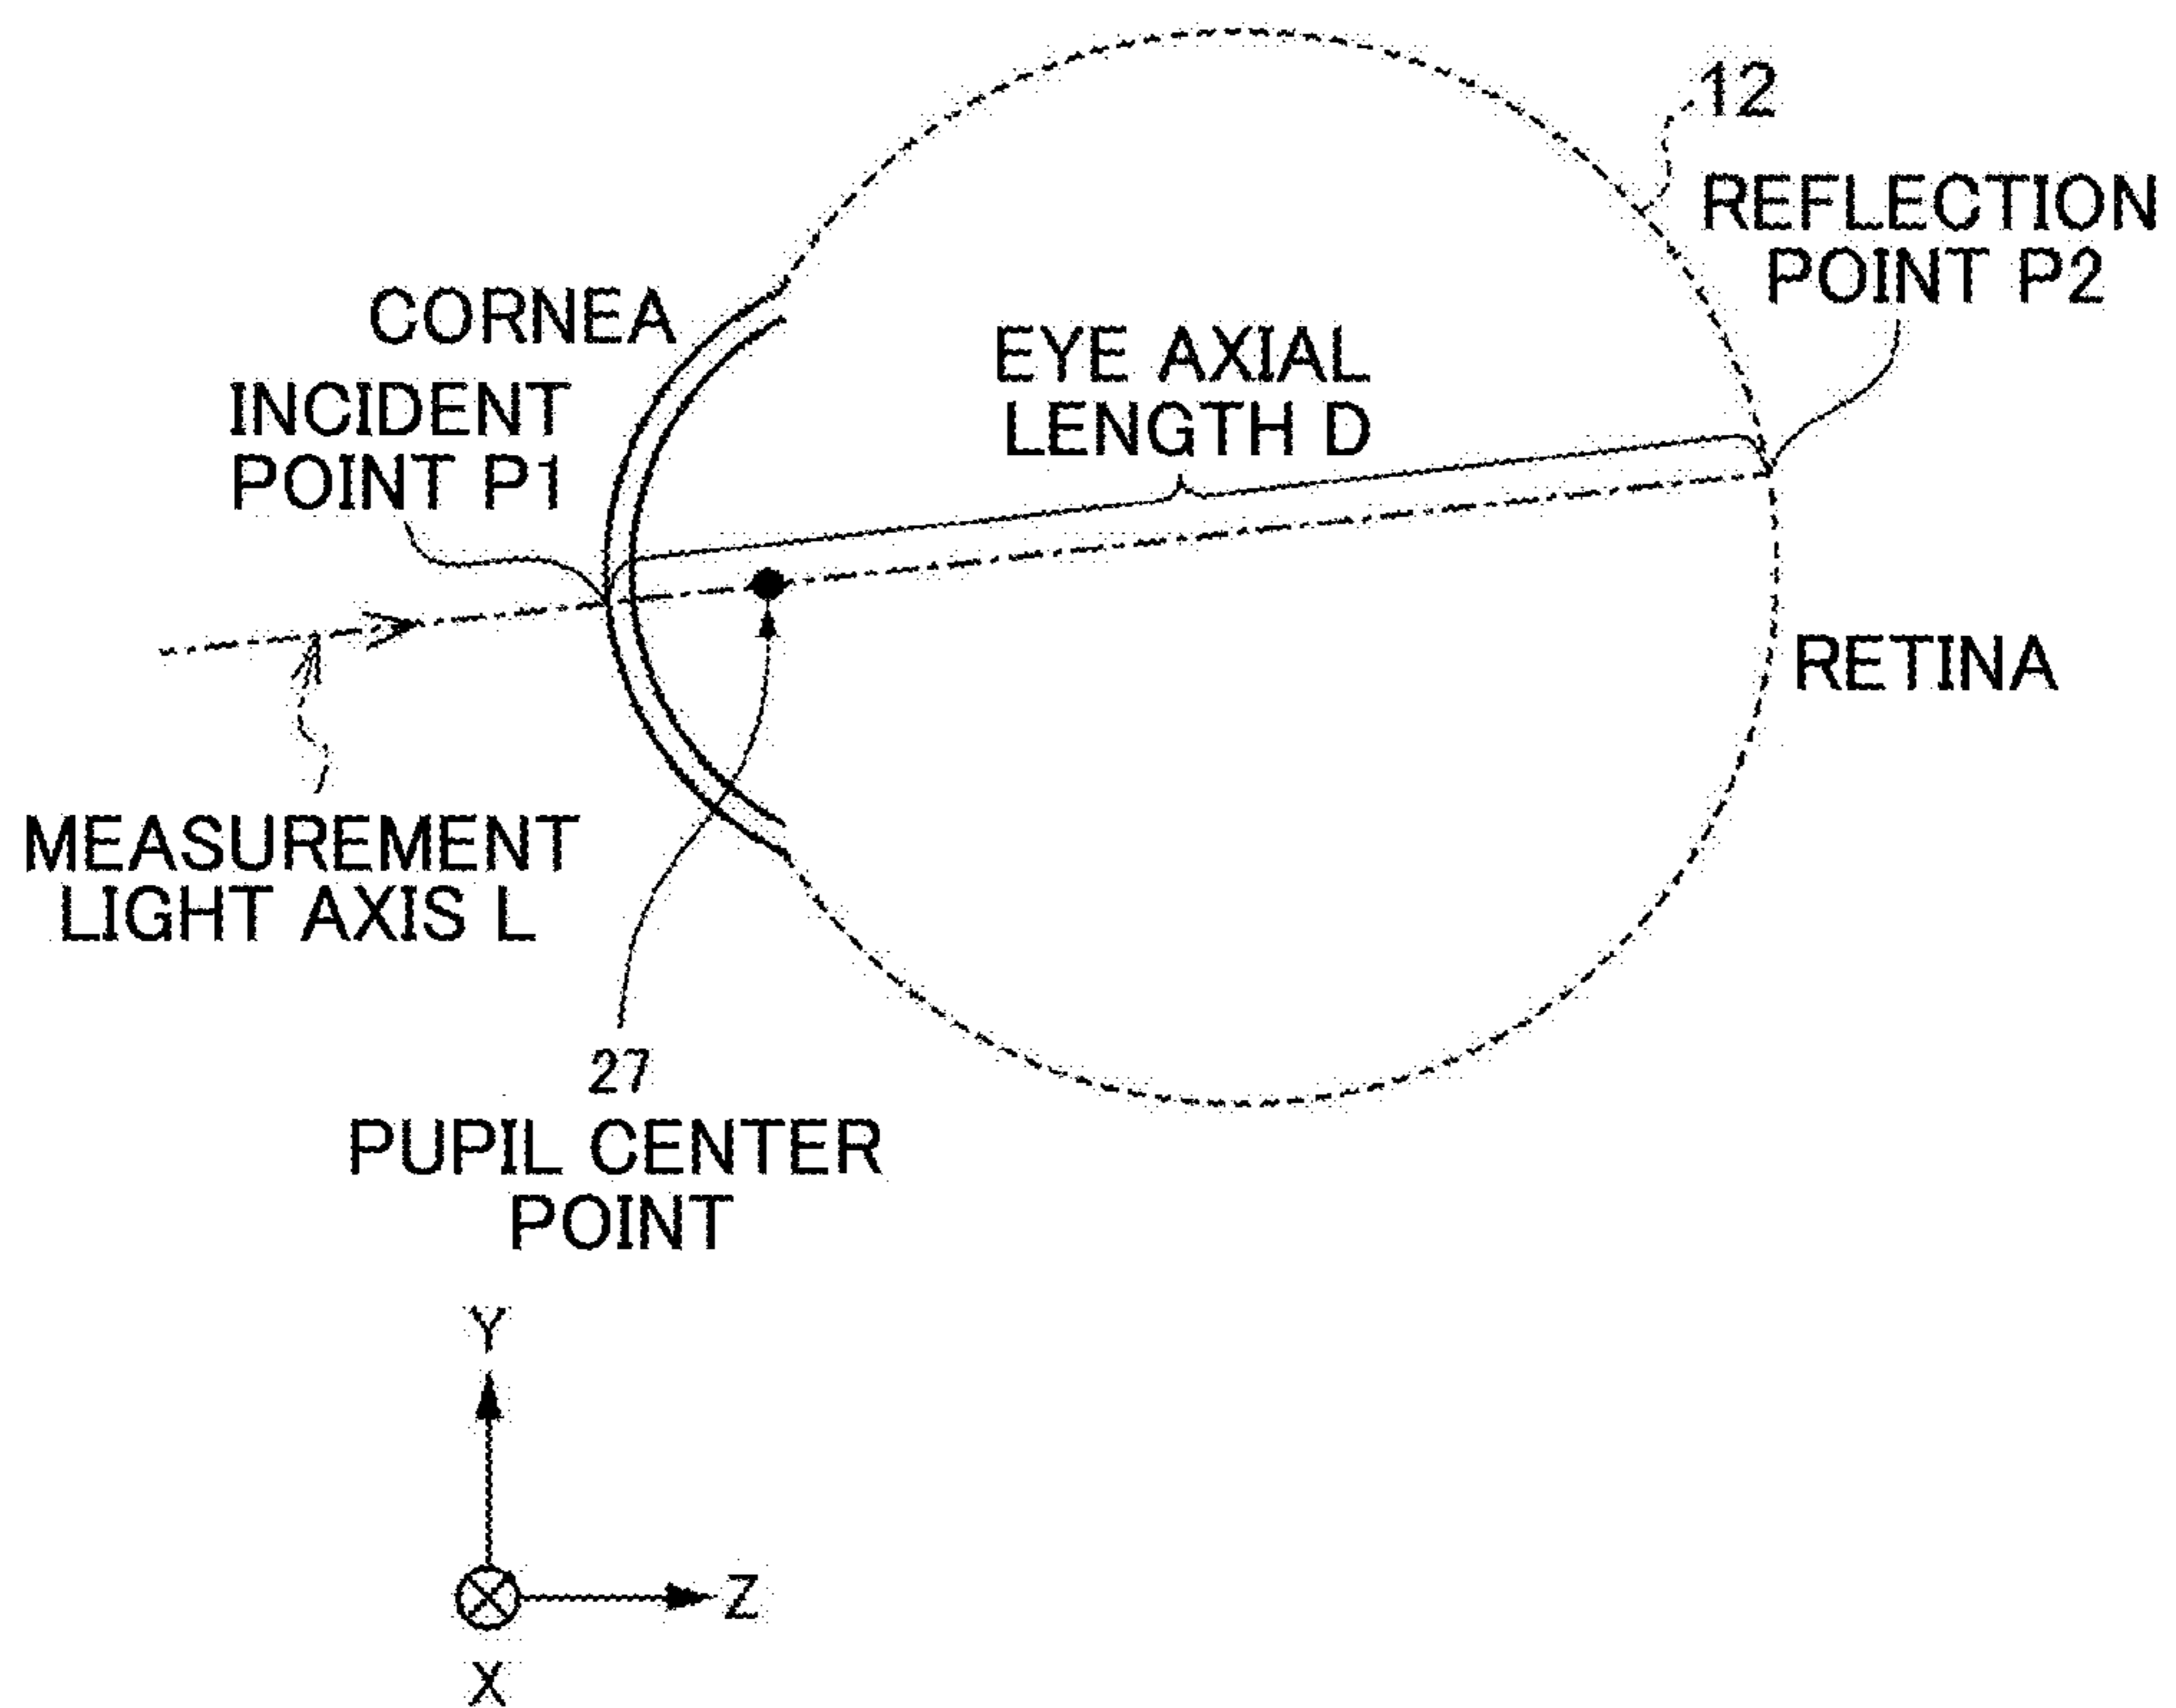 12
REFLECTION
POINT P2
CORNEA
EYE AXIAL
LENGTH D
INCIDENT
POINT P1
RETINA
MEASUREMENT
LIGHT AXIS L
27
PUPIL CENTER
POINT
Y
Z
X